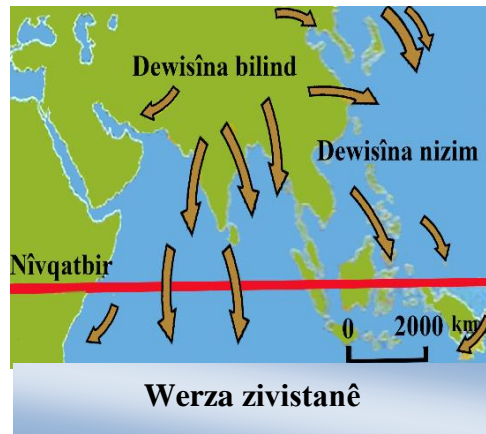 Dewisîna bilind
Dewisîna nizim
Nîvqatbir
0 2000 km
Werza zivistanê